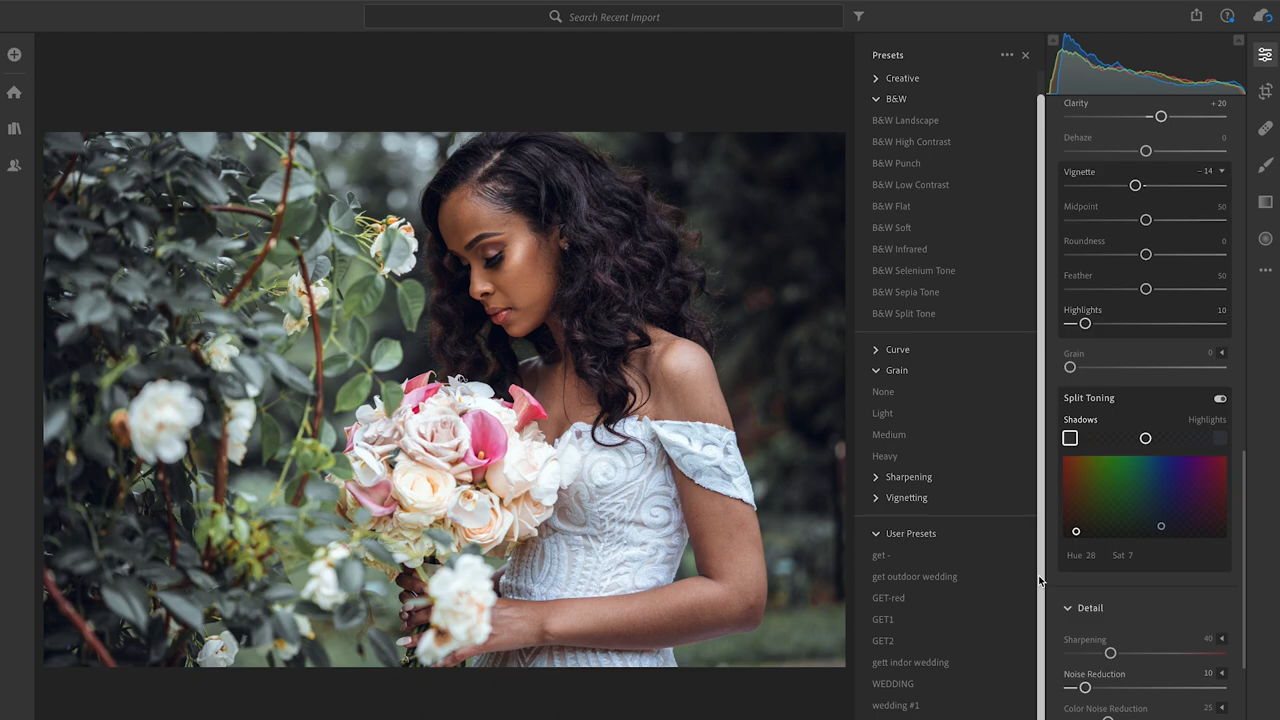 Search Recent Import
Presets
Creative
B&W
B&W Landscape
B&W High Contrast
B&W Punch
B&W Low Contrast
B&W Flat
B&W Soft
B&W Infrared
B&W Selenium Tone
B&W Sepia Tone
B&W Split Tone
Curve
Grain
None
Light
Medium
Heavy
Sharpening
Vignetting
User Presets
get -
get outdoor wedding
GET-red
GET1
GET2
gett indor wedding
WEDDING
wedding #1
Clarity + 20
Dehaze 0
Vignette – 14
Midpoint 50
Roundness 0
Feather 50
Highlights 10
Grain 0
Split Toning
Shadows Highlights
Hue 28 Sat 7
Detail
Sharpening 40
Noise Reduction 10
Color Noise Reduction 25